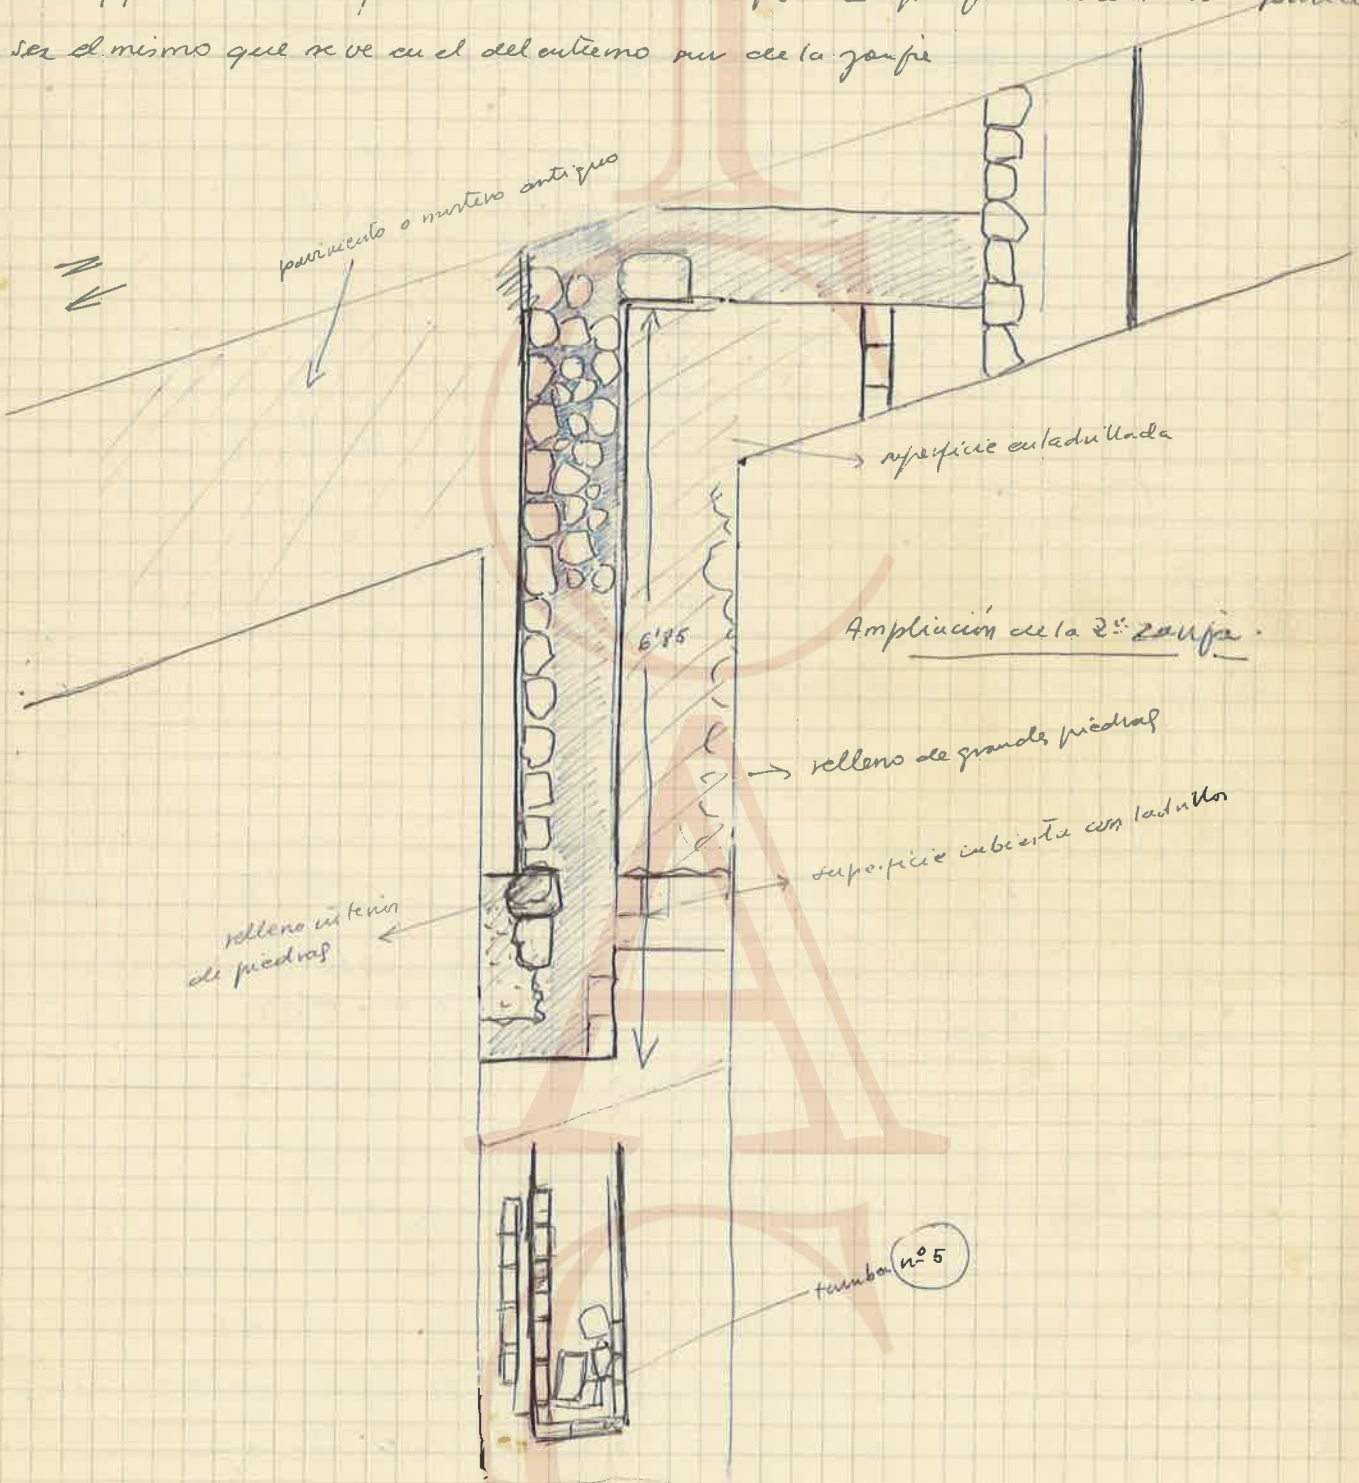 ser el mismo que se ve en el del extremo sur de la zanja
pavimento o mortero antiguo
N
superficie enladrillada
6'85
Ampliación de la 2ª zanja.
relleno de grandes piedras
superficie cubierta con ladrillos
relleno interior
de piedras
tumba nº 5